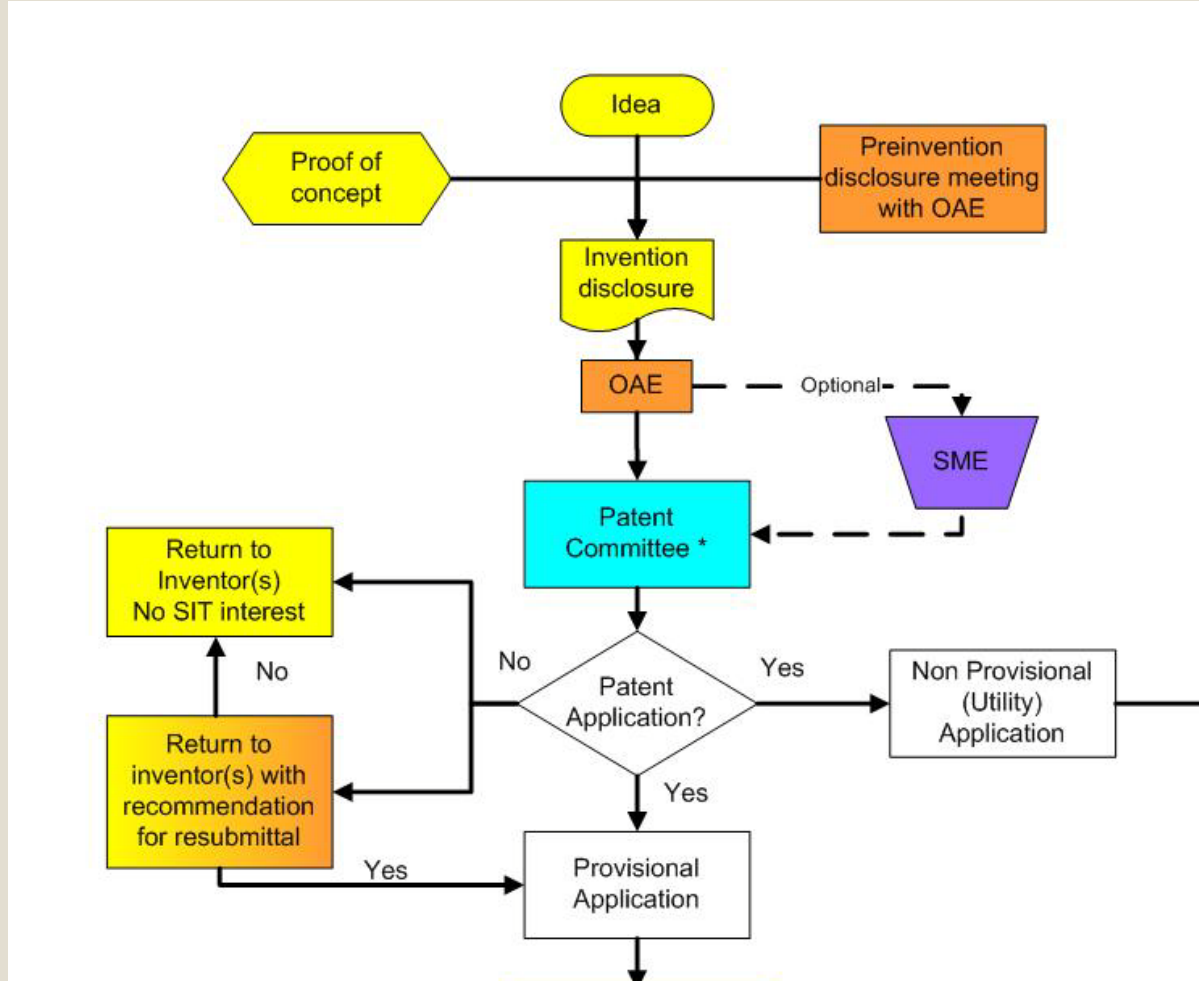 Idea
Proof of
concept
Preinvention
disclosure meeting
with OAE
Invention
disclosure
OAE
Optional
SME
Patent
Committee *
Return to
Inventor(s)
No SIT interest
No
No
Patent
Application?
Yes
Non Provisional
(Utility)
Application
Return to
inventor(s) with
recommendation
for resubmittal
Yes
Yes
Provisional
Application